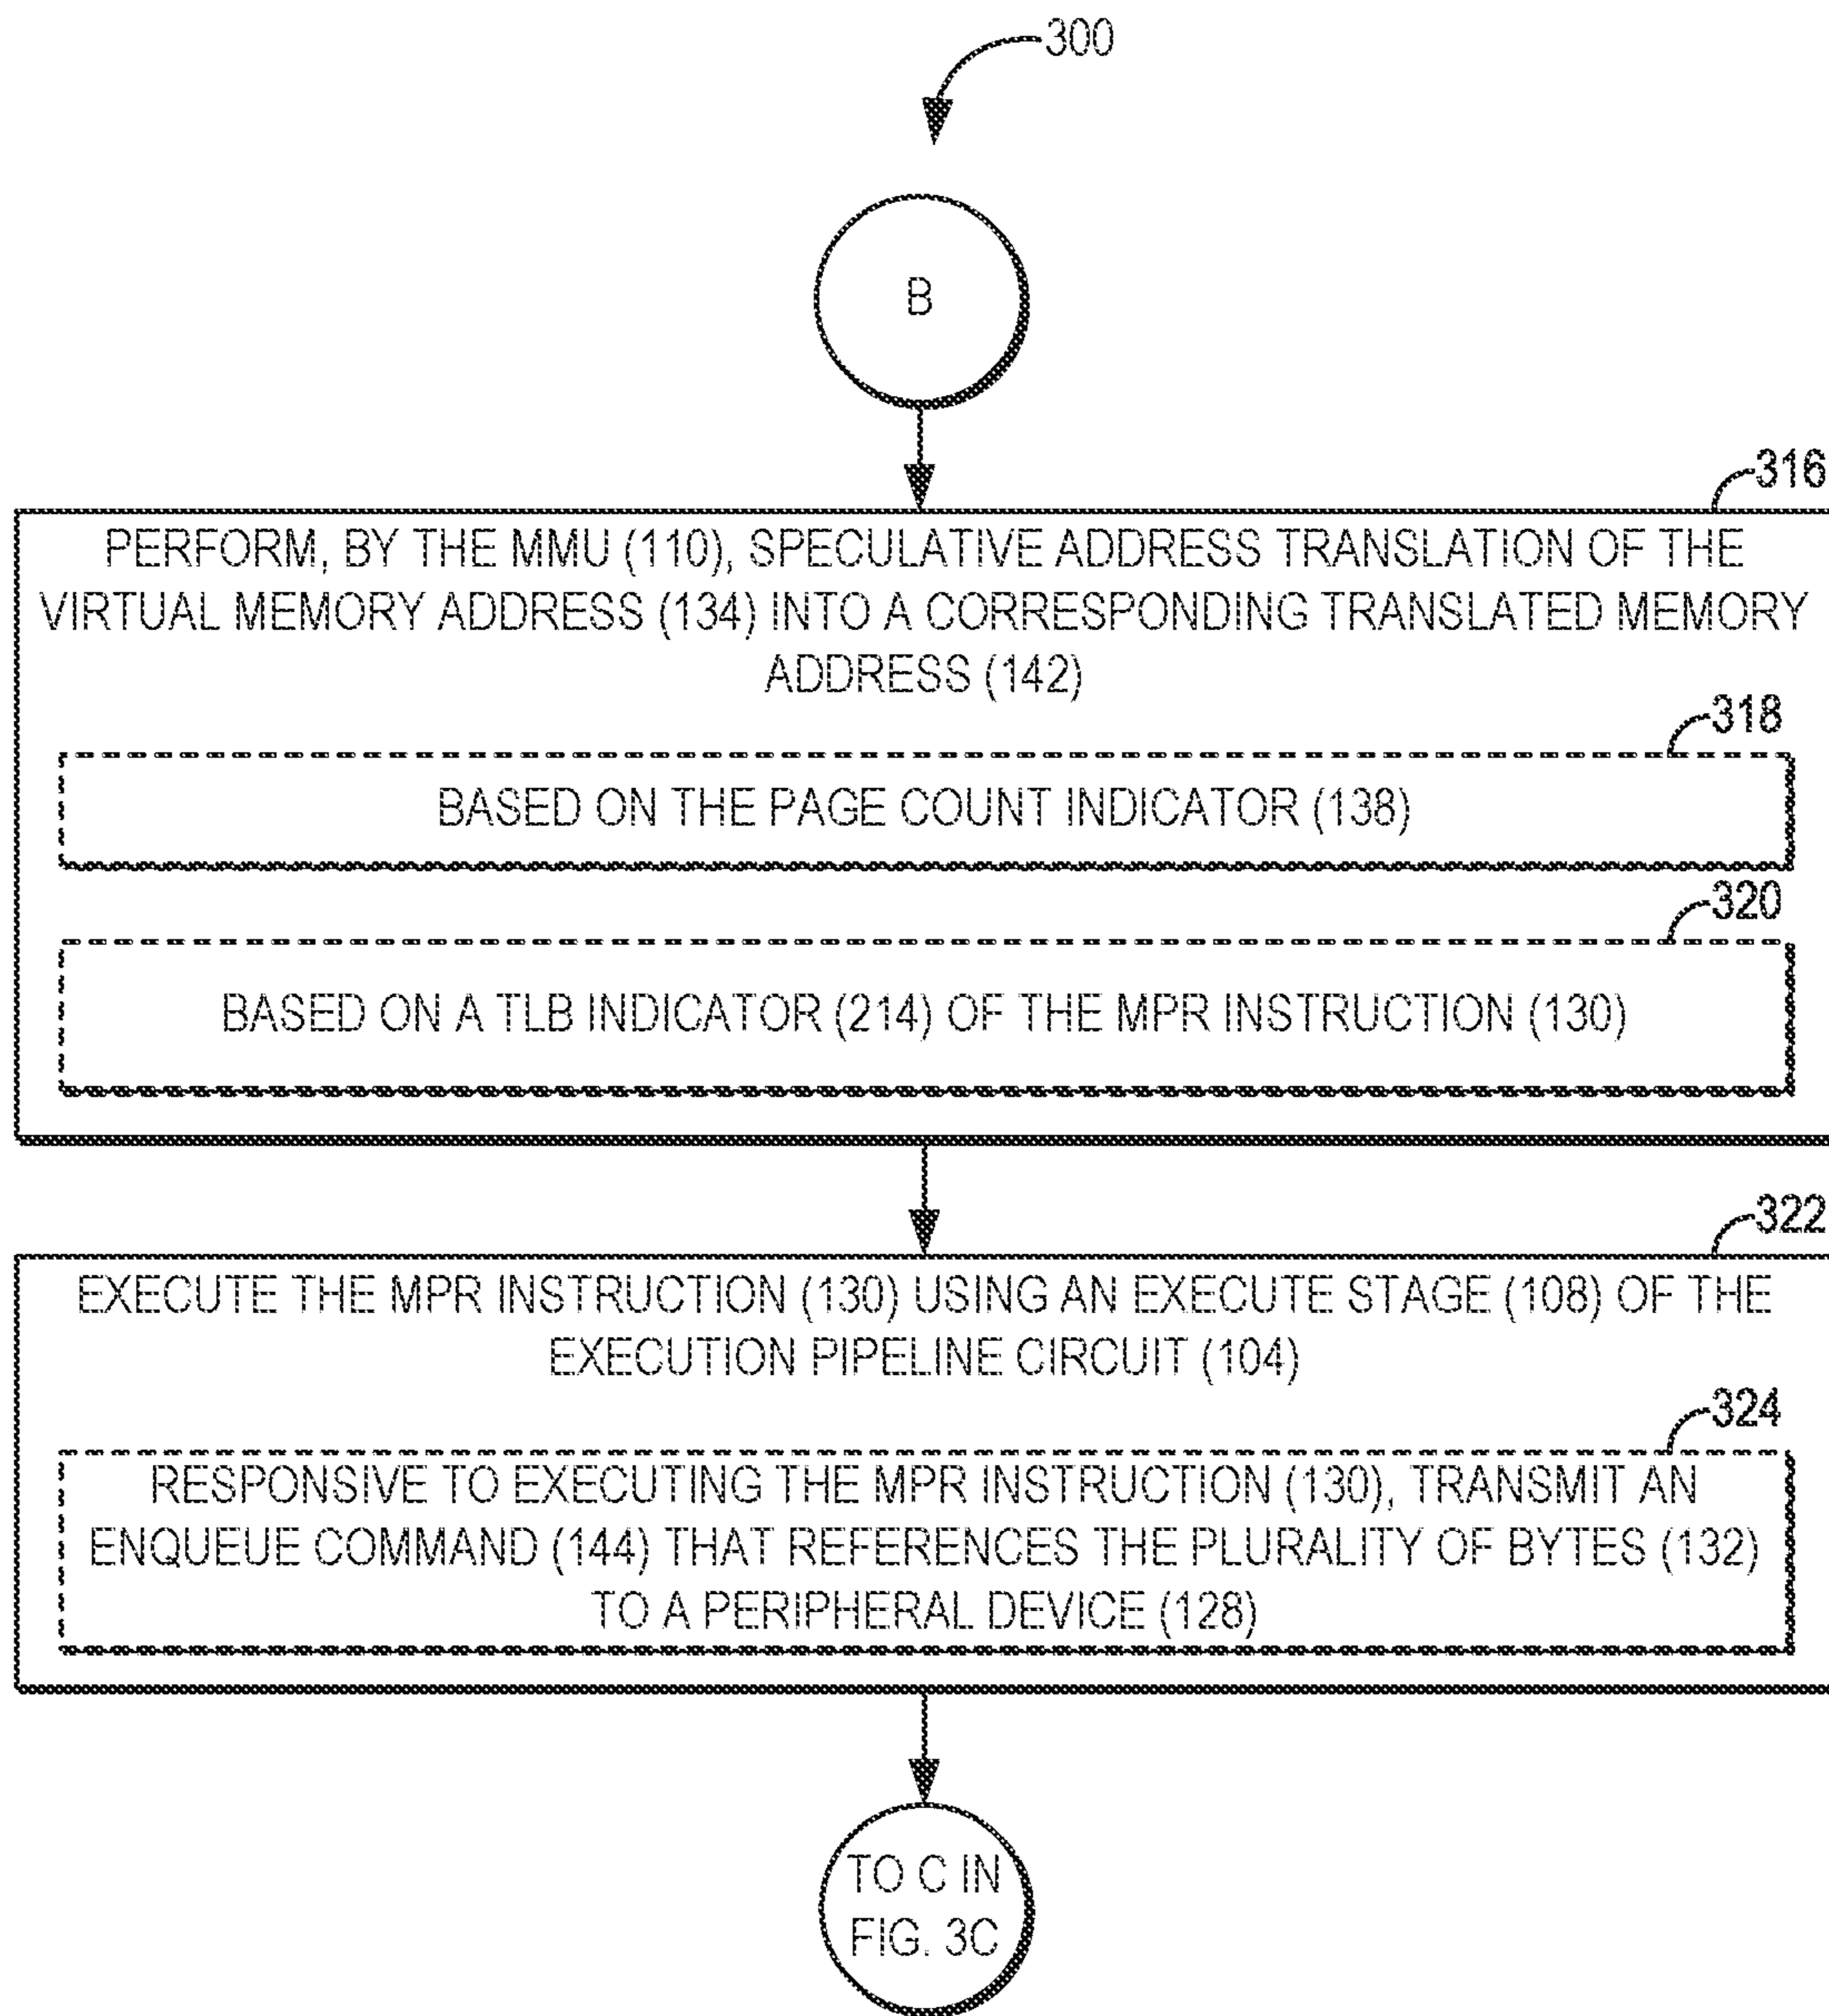 300
B
316
PERFORM, BY THE MMU (110), SPECULATIVE ADDRESS TRANSLATION OF THE
VIRTUAL MEMORY ADDRESS (134) INTO A CORRESPONDING TRANSLATED MEMORY
ADDRESS (142)
318
BASED ON THE PAGE COUNT INDICATOR (138)
320
BASED ON A TLB INDICATOR (214) OF THE MPR INSTRUCTION (130)
322
EXECUTE THE MPR INSTRUCTION (130) USING AN EXECUTE STAGE (108) OF THE
EXECUTION PIPELINE CIRCUIT (104)
324
RESPONSIVE TO EXECUTING THE MPR INSTRUCTION (130), TRANSMIT AN
ENQUEUE COMMAND (144) THAT REFERENCES THE PLURALITY OF BYTES (132)
TO A PERIPHERAL DEVICE (128)
TO C IN
FIG. 3C